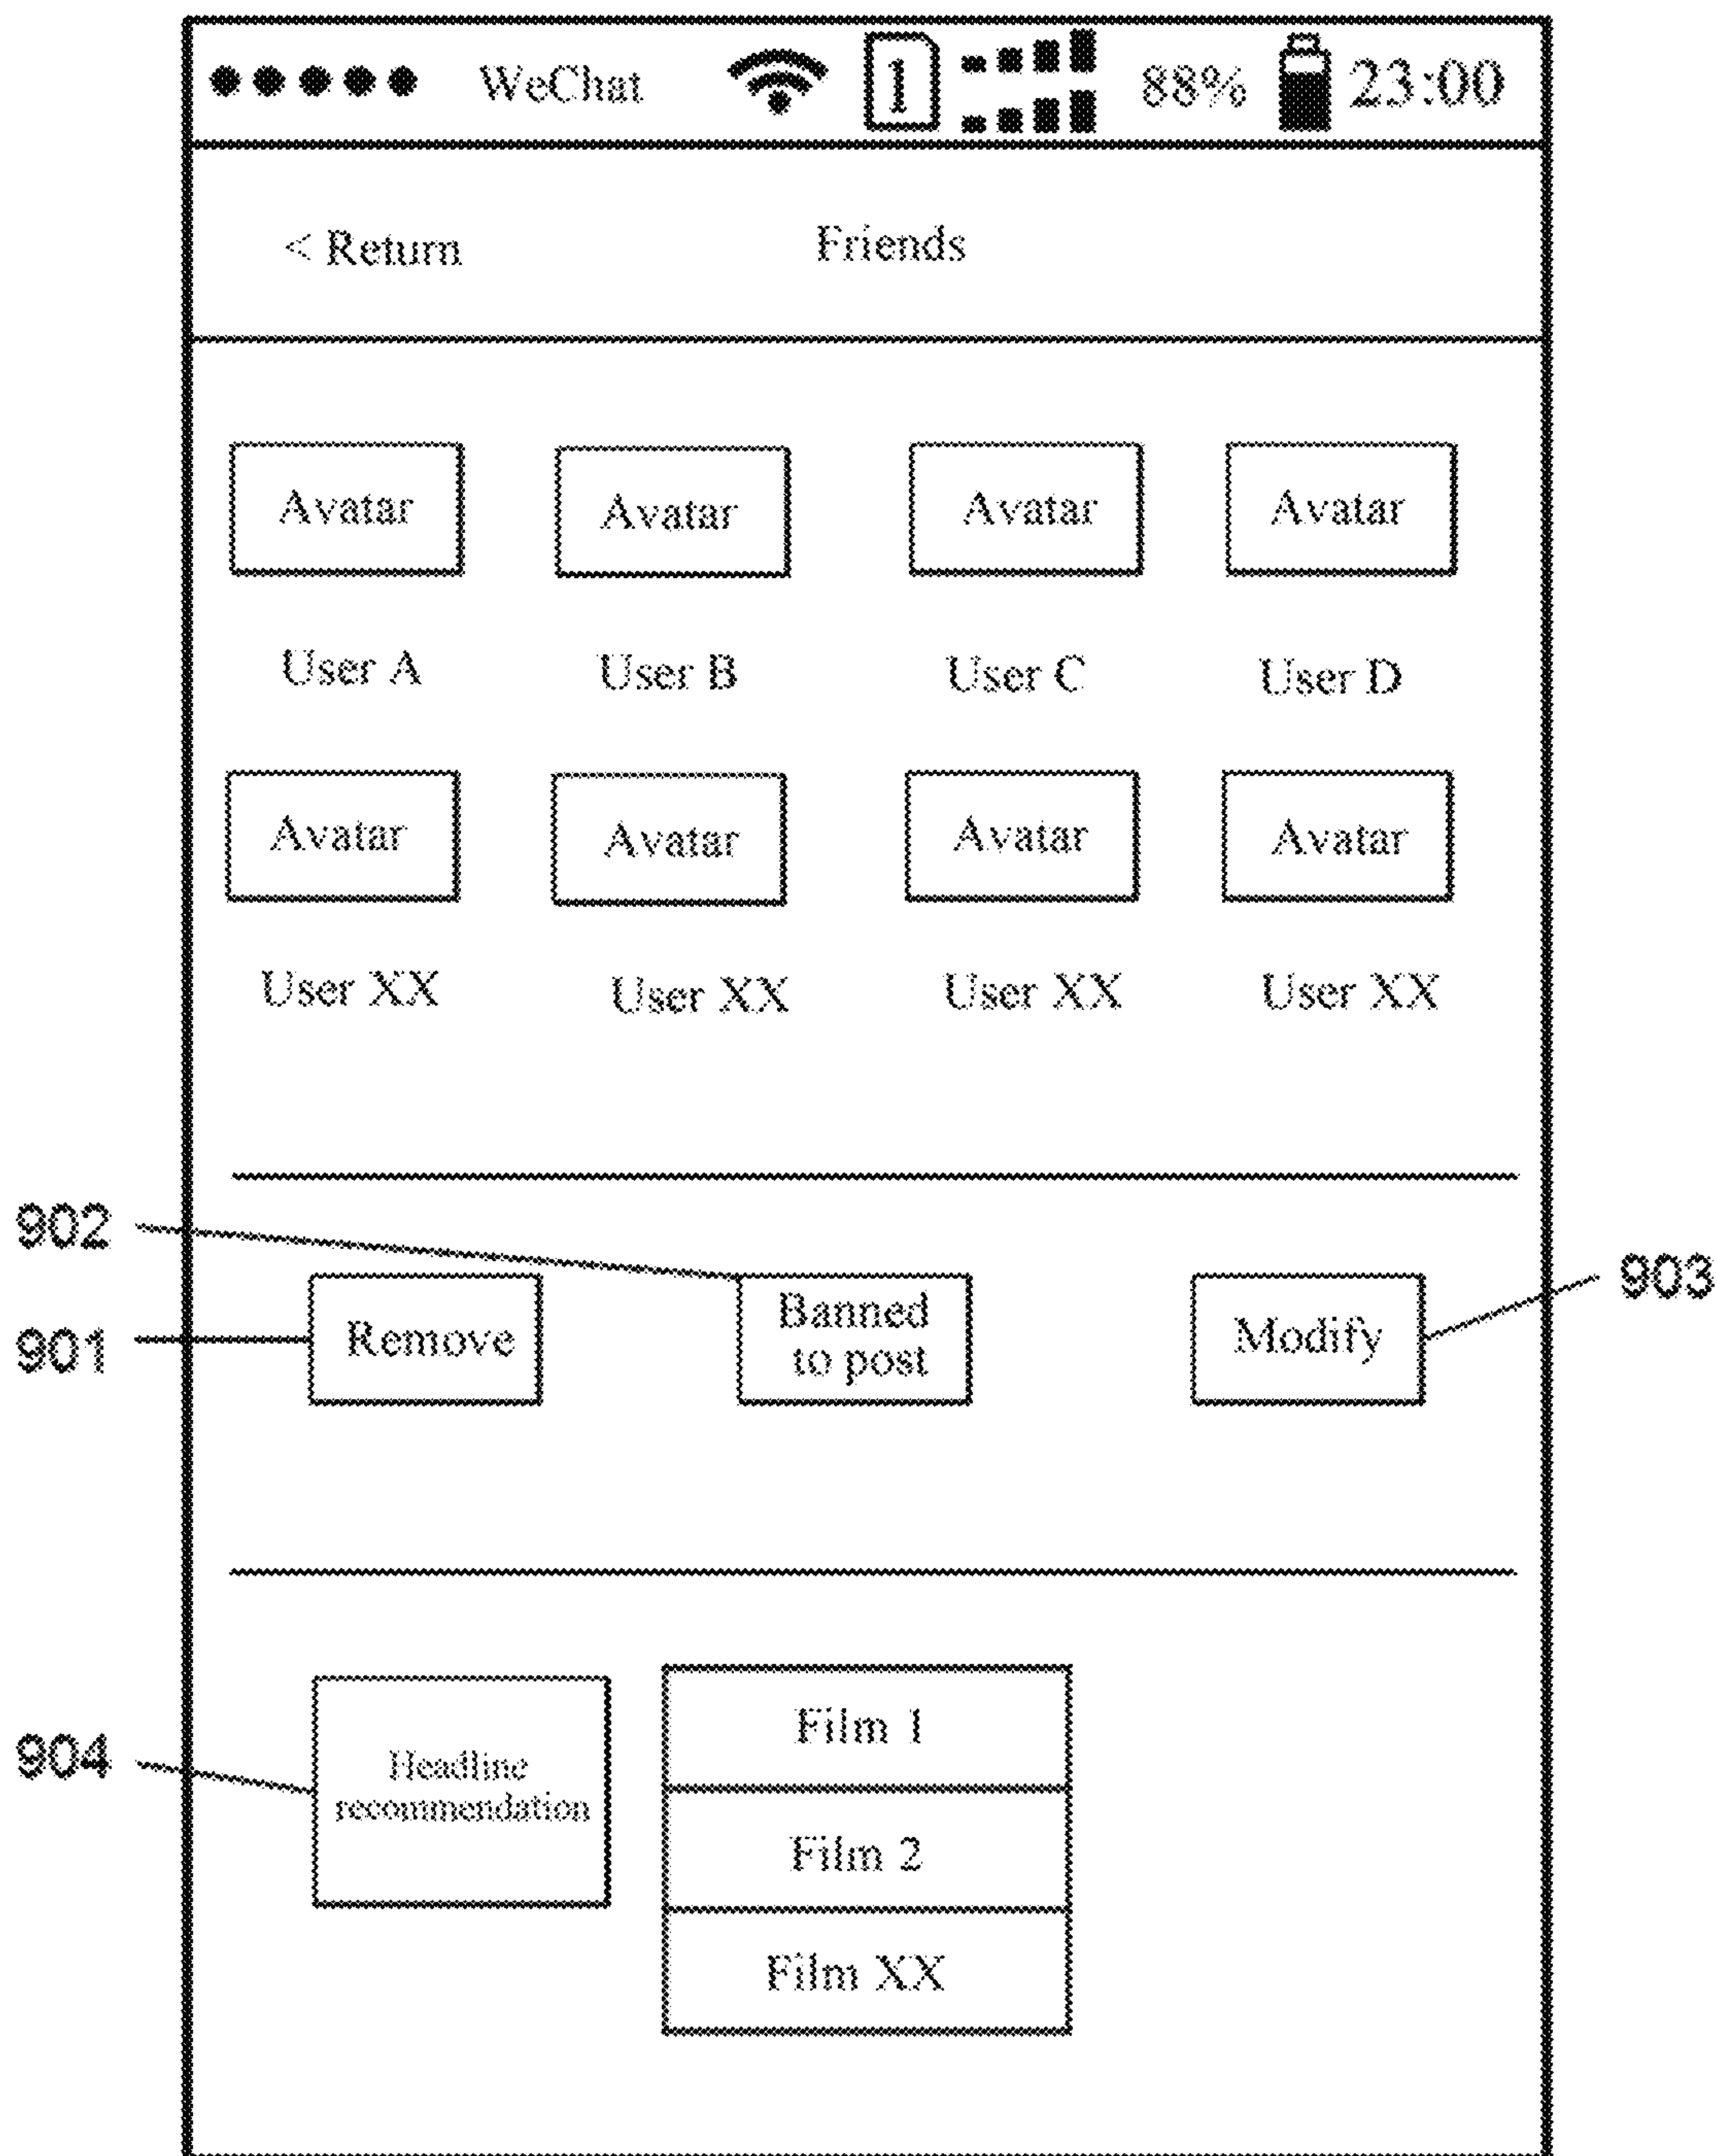 WeChat 1 88% 23:00
< Return Friends
Avatar Avatar Avatar Avatar
User A User B User C User D
Avatar Avatar Avatar Avatar
User XX User XX User XX User XX
902
903
901
Remove
Banned
to post
Modify
904
Headline
recommendation
Film 1
Film 2
Film XX